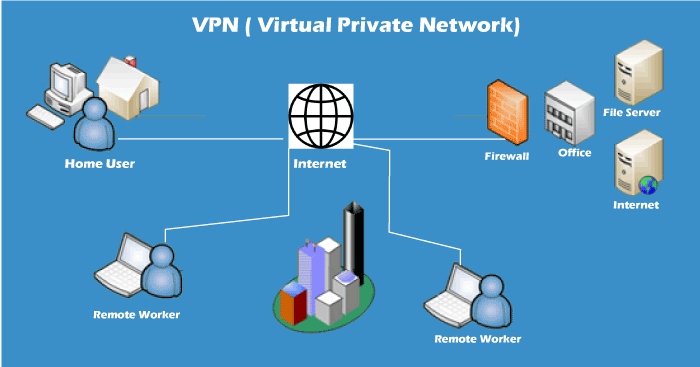 VPN ( Virtual Private Network)
File Server
Home User
Internet
Firewall
Office
Internet
Remote Worker
Remote Worker